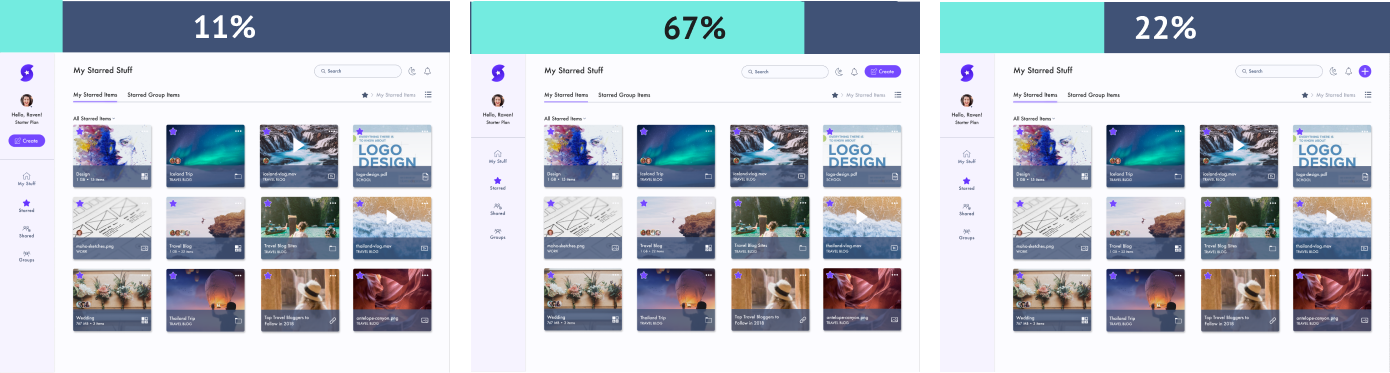 11%
My Starred Stuff
Search
Hello, Raven!
Starter Plan
Create
My Stuff
Starred
Shared
Groups
My Starred Items
Starred Group Items
My Starred Items
All Starred Items
Design
1 GB • 15 items
Iceland Trip
TRAVEL BLOG
iceland-vlog.mov
TRAVEL BLOG
EVERYTHING THERE IS
TO KNOW ABOUT
LOGO
DESIGN
logo-design.pdf
SCHOOL
moho-sketches.png
WORK
Travel Blog
1 GB • 22 items
Travel Blog Sites
TRAVEL BLOG
thailand-vlog.mov
TRAVEL BLOG
Wedding
767 MB • 3 items
Thailand Trip
TRAVEL BLOG
Top Travel Bloggers to
Follow in 2018
antelope-canyon.png
TRAVEL BLOG
67%
My Starred Stuff
Search
Create
Hello, Raven!
Starter Plan
My Stuff
Starred
Shared
Groups
My Starred Items
Starred Group Items
My Starred Items
All Starred Items
Design
1 GB • 15 items
Iceland Trip
TRAVEL BLOG
iceland-vlog.mov
TRAVEL BLOG
EVERYTHING THERE IS
TO KNOW ABOUT
LOGO
DESIGN
logo-design.pdf
SCHOOL
moho-sketches.png
WORK
Travel Blog
1 GB • 22 items
Travel Blog Sites
TRAVEL BLOG
thailand-vlog.mov
TRAVEL BLOG
Wedding
767 MB • 3 items
Thailand Trip
TRAVEL BLOG
Top Travel Bloggers to
Follow in 2018
antelope-canyon.png
TRAVEL BLOG
22%
My Starred Stuff
Search
Hello, Raven!
Starter Plan
My Stuff
Starred
Shared
Groups
My Starred Items
Starred Group Items
My Starred Items
All Starred Items
Design
1 GB • 15 items
Iceland Trip
TRAVEL BLOG
iceland-vlog.mov
TRAVEL BLOG
EVERYTHING THERE IS
TO KNOW ABOUT
LOGO
DESIGN
logo-design.pdf
SCHOOL
moho-sketches.png
WORK
Travel Blog
1 GB • 22 items
Travel Blog Sites
TRAVEL BLOG
thailand-vlog.mov
TRAVEL BLOG
Wedding
767 MB • 3 items
Thailand Trip
TRAVEL BLOG
Top Travel Bloggers to
Follow in 2018
antelope-canyon.png
TRAVEL BLOG